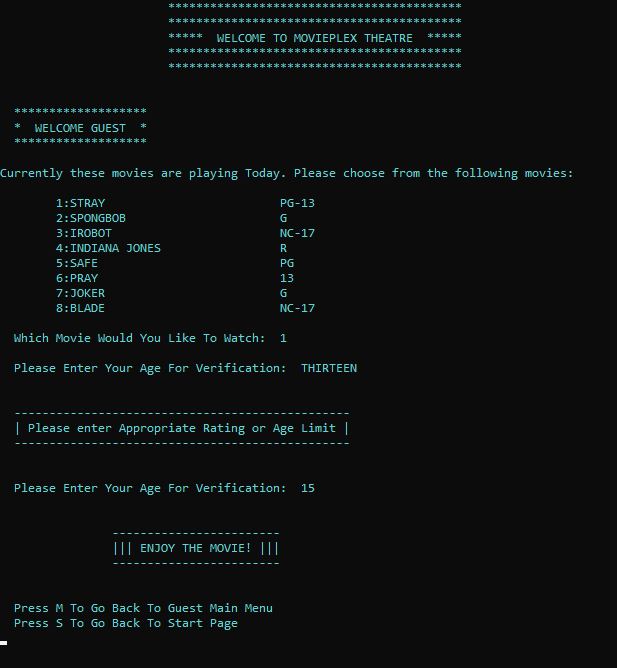 ******************************************
******************************************
***** WELCOME TO MOVIEPLEX THEATRE *****
******************************************
******************************************
*******************
* WELCOME GUEST *
*******************
Currently these movies are playing Today. Please choose from the following movies:
1:STRAY PG-13
2:SPONGBOB G
3:IROBOT NC-17
4:INDIANA JONES R
5:SAFE PG
6:PRAY 13
7:JOKER G
8:BLADE NC-17
Which Movie Would You Like To Watch: 1
Please Enter Your Age For Verification: THIRTEEN
------------------------------------------------
| Please enter Appropriate Rating or Age Limit |
------------------------------------------------
Please Enter Your Age For Verification: 15
------------------------
||| ENJOY THE MOVIE! |||
------------------------
Press M To Go Back To Guest Main Menu
Press S To Go Back To Start Page